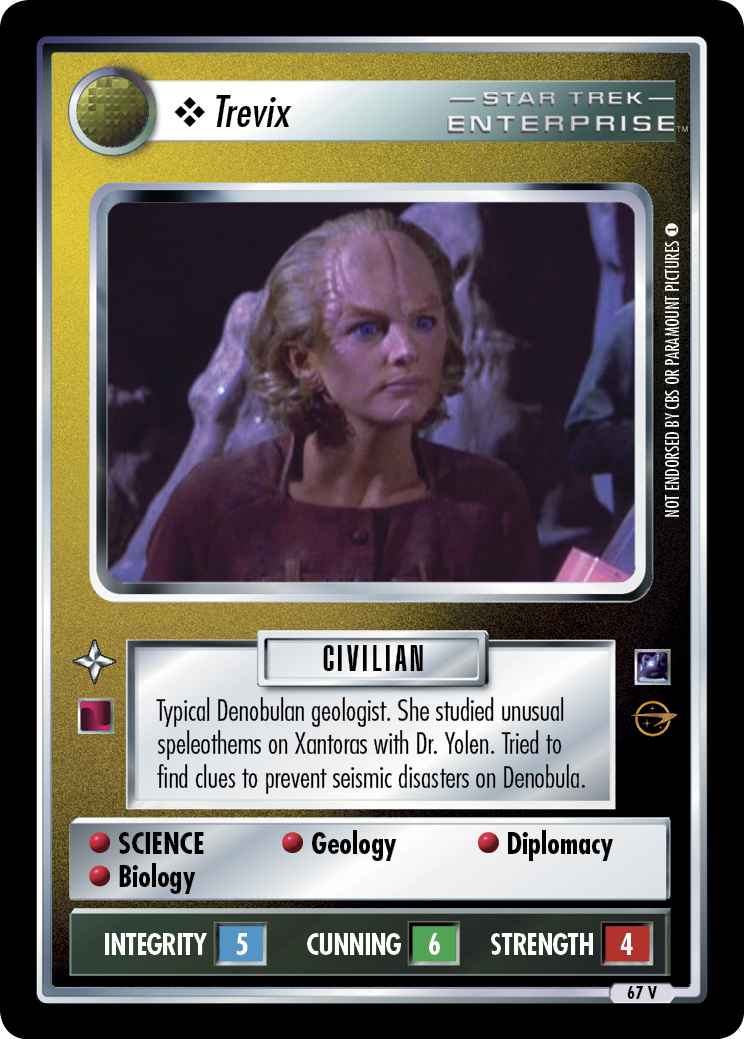 ❖ Trevix
STAR TREK
ENTERPRISE™
NOT ENDORSED BY CBS OR PARAMOUNT PICTURES 1
CIVILIAN
Typical Denobulan geologist. She studied unusual
speleothems on Xantoras with Dr. Yolen. Tried to
find clues to prevent seismic disasters on Denobula.
SCIENCE Geology Diplomacy
Biology
INTEGRITY 5 CUNNING 6 STRENGTH 4
67 V